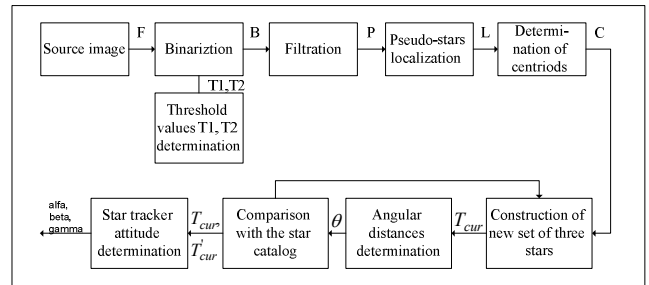 F
B
P
L
C
Source image
Binariztion
Filtration
Pseudo-stars
localization
Determi-
nation of
centriods
T1,T2
Threshold
values T1, T2
determination
alfa,
beta,
gamma
Star tracker
attitude
determination
T_cur,
T'_cur
Comparison
with the star
catalog
θ
Angular
distances
determination
T_cur
Construction of
new set of three
stars